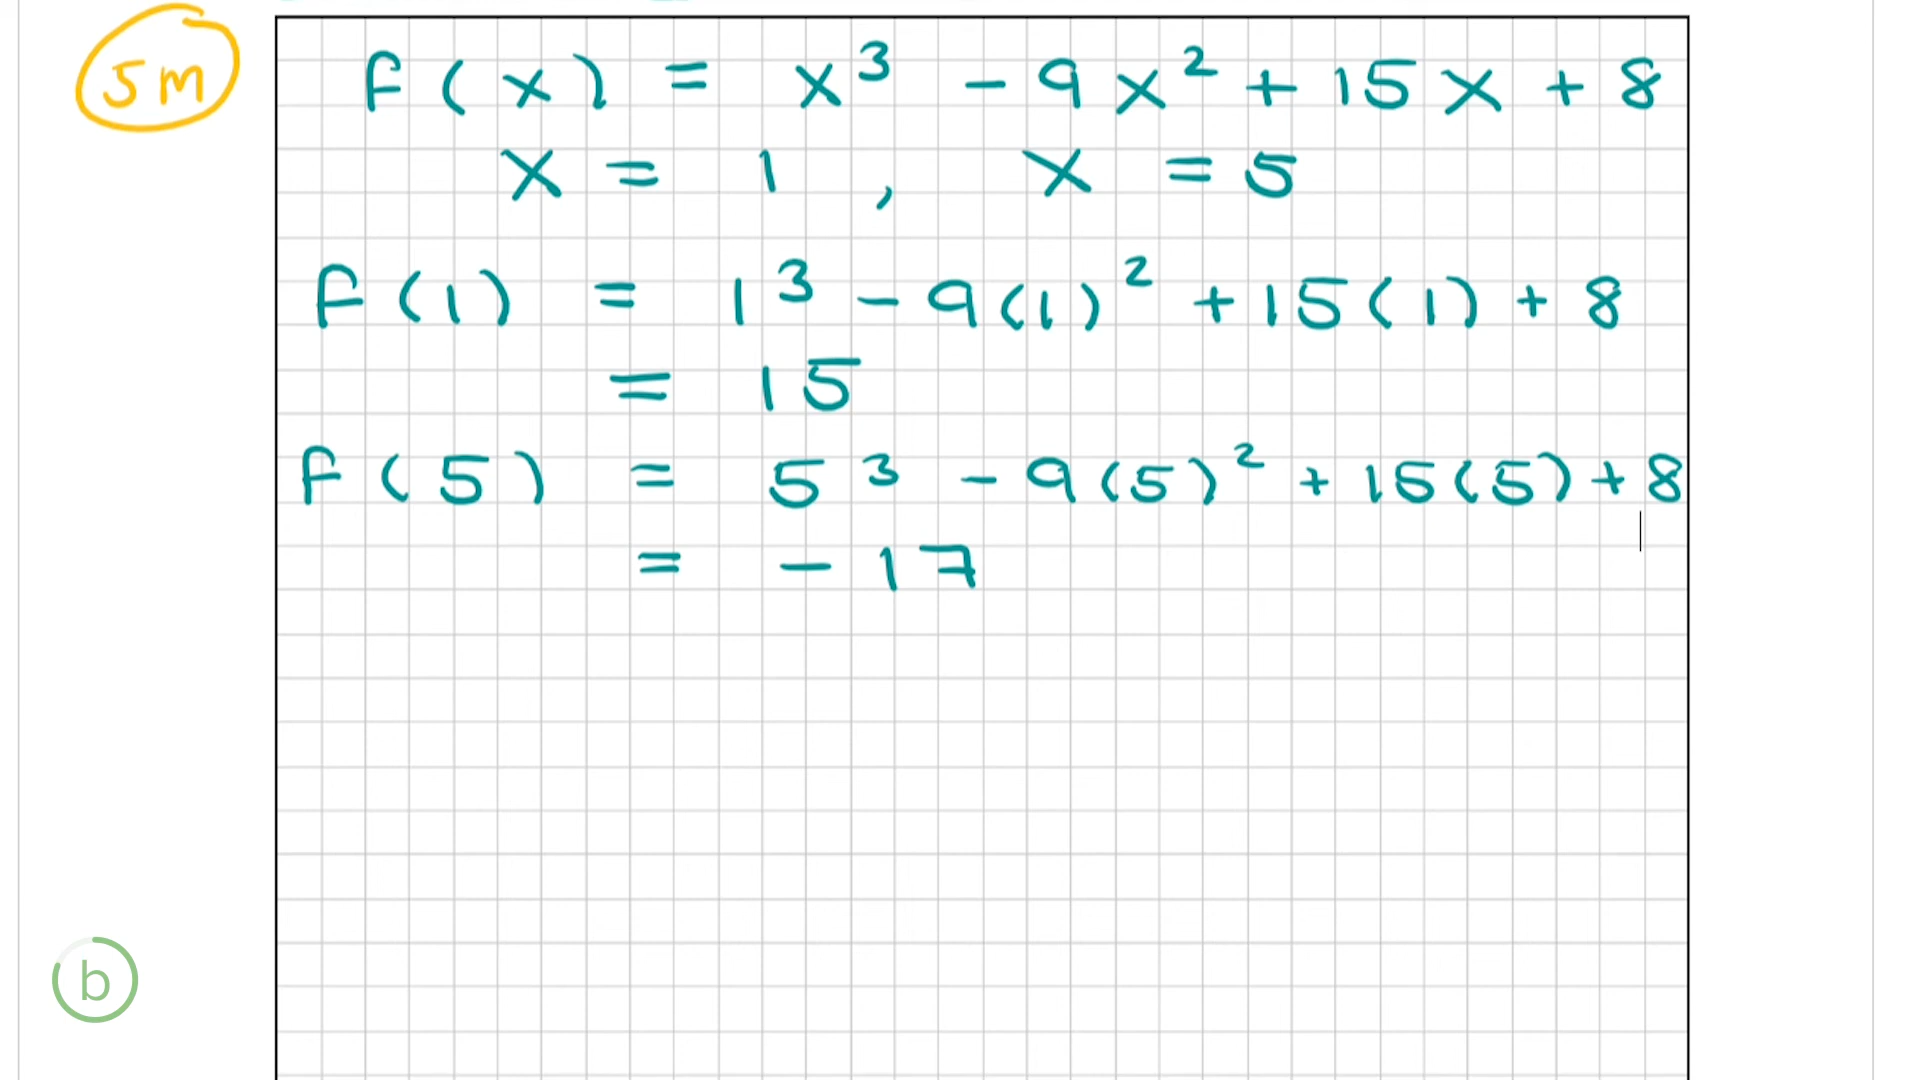 5m
f(x) = x³ - 9x² + 15x + 8
x = 1 , x = 5
f(1) = 1³ - 9(1)² + 15(1) + 8
= 15
f(5) = 5³ - 9(5)² + 15(5) + 8
= -17
b